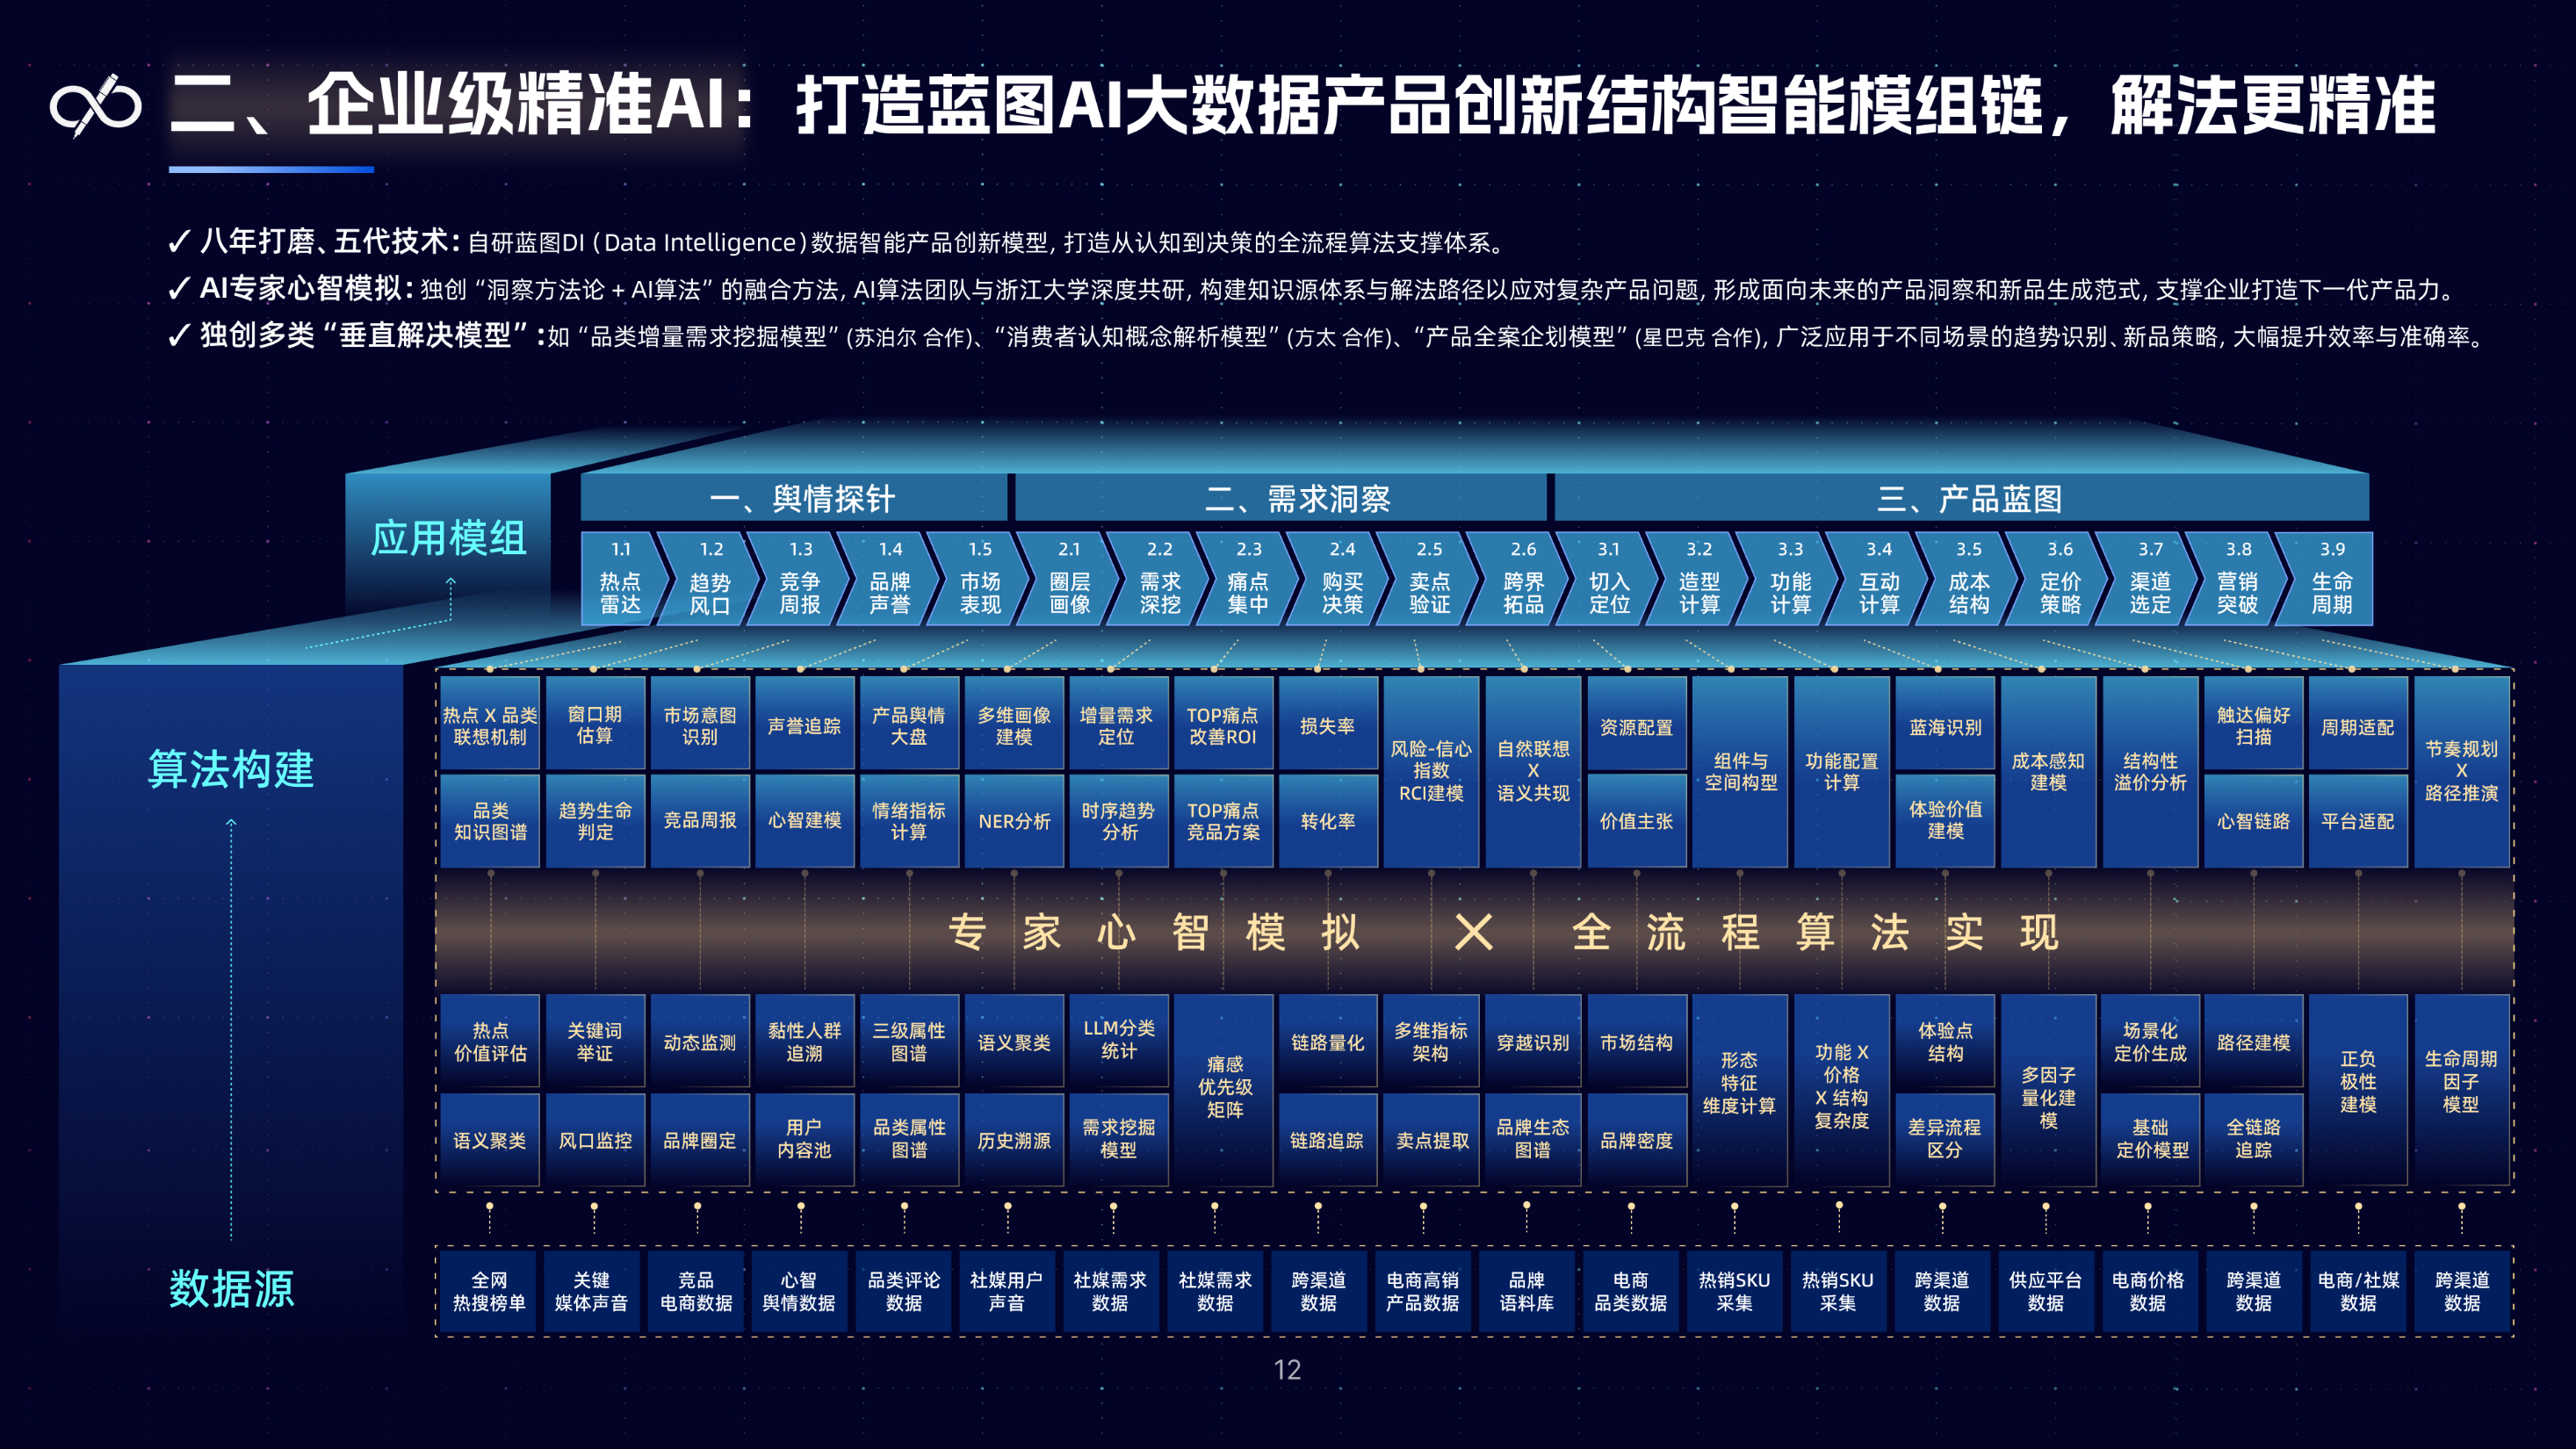 二、企业级精准AI：打造蓝图AI大数据产品创新结构智能模组链，解法更精准
✓ 八年打磨、五代技术：自研蓝图DI（Data Intelligence）数据智能产品创新模型，打造从认知到决策的全流程算法支撑体系。
✓ AI专家心智模拟：独创“洞察方法论 + AI算法”的融合方法，AI算法团队与浙江大学深度共研，构建知识源体系与解法路径以应对复杂产品问题，形成面向未来的产品洞察和新品生成范式，支撑企业打造下一代产品力。
✓ 独创多类“垂直解决模型”：如“品类增量需求挖掘模型”(苏泊尔 合作)、“消费者认知概念解析模型”(方太 合作)、“产品全案企划模型”(星巴克 合作)，广泛应用于不同场景的趋势识别、新品策略，大幅提升效率与准确率。
应用模组
一、舆情探针
二、需求洞察
三、产品蓝图
1.1
热点
雷达
1.2
趋势
风口
1.3
竞争
周报
1.4
品牌
声誉
1.5
市场
表现
2.1
圈层
画像
2.2
需求
深挖
2.3
痛点
集中
2.4
购买
决策
2.5
卖点
验证
2.6
跨界
拓品
3.1
切入
定位
3.2
造型
计算
3.3
功能
计算
3.4
互动
计算
3.5
成本
结构
3.6
定价
策略
3.7
渠道
选定
3.8
营销
突破
3.9
生命
周期
算法构建
热点 X 品类
联想机制
窗口期
估算
市场意图
识别
声誉追踪
产品舆情
大盘
多维画像
建模
增量需求
定位
TOP痛点
改善ROI
损失率
风险-信心
指数
RCI建模
自然联想
X
语义共现
资源配置
组件与
空间构型
功能配置
计算
蓝海识别
成本感知
建模
结构性
溢价分析
触达偏好
扫描
周期适配
节奏规划
X
路径推演
品类
知识图谱
趋势生命
判定
竞品周报
心智建模
情绪指标
计算
NER分析
时序趋势
分析
TOP痛点
竞品方案
转化率
价值主张
体验价值
建模
心智链路
平台适配
专家心智模拟 × 全流程算法实现
热点
价值评估
关键词
举证
动态监测
黏性人群
追溯
三级属性
图谱
语义聚类
LLM分类
统计
痛感
优先级
矩阵
链路量化
多维指标
架构
穿越识别
市场结构
形态
特征
维度计算
功能 X
价格
X 结构
复杂度
体验点
结构
多因子
量化建
模
场景化
定价生成
路径建模
正负
极性
建模
生命周期
因子
模型
语义聚类
风口监控
品牌圈定
用户
内容池
品类属性
图谱
历史溯源
需求挖掘
模型
链路追踪
卖点提取
品牌生态
图谱
品牌密度
差异流程
区分
基础
定价模型
全链路
追踪
数据源
全网
热搜榜单
关键
媒体声音
竞品
电商数据
心智
舆情数据
品类评论
数据
社媒用户
声音
社媒需求
数据
社媒需求
数据
跨渠道
数据
电商高销
产品数据
品牌
语料库
电商
品类数据
热销SKU
采集
热销SKU
采集
跨渠道
数据
供应平台
数据
电商价格
数据
跨渠道
数据
电商/社媒
数据
跨渠道
数据
12